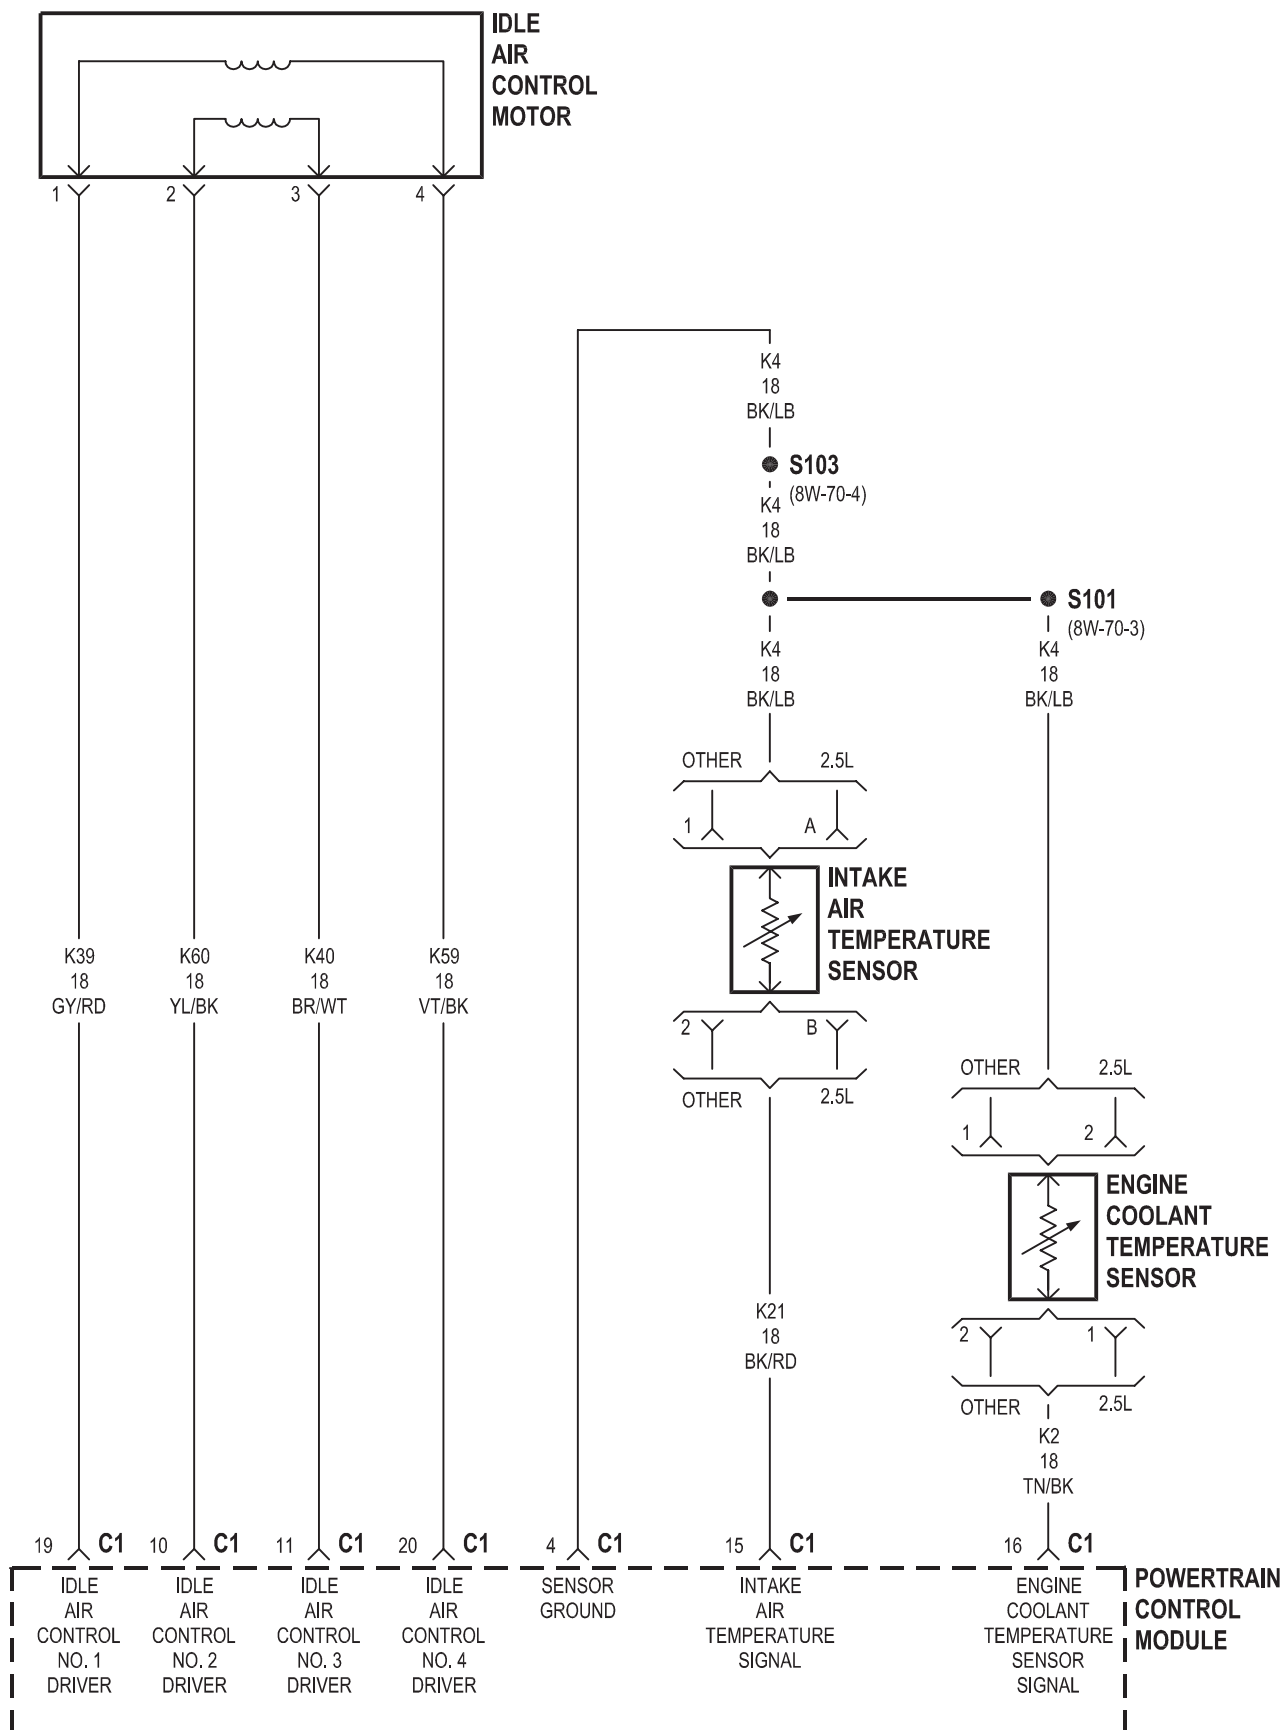 IDLE
AIR
CONTROL
MOTOR
1 2 3 4
K4
18
BK/LB
S103
(8W-70-4)
K4
18
BK/LB
S101
(8W-70-3)
K4
18
BK/LB
K4
18
BK/LB
OTHER 2.5L
1 A
INTAKE
AIR
TEMPERATURE
SENSOR
K39
18
GY/RD
K60
18
YL/BK
K40
18
BR/WT
K59
18
VT/BK
2 B
OTHER 2.5L
OTHER 2.5L
1 2
ENGINE
COOLANT
TEMPERATURE
SENSOR
K21
18
BK/RD
2 1
OTHER 2.5L
K2
18
TN/BK
19 C1 10 C1 11 C1 20 C1 4 C1 15 C1 16 C1
IDLE
AIR
CONTROL
NO. 1
DRIVER
IDLE
AIR
CONTROL
NO. 2
DRIVER
IDLE
AIR
CONTROL
NO. 3
DRIVER
IDLE
AIR
CONTROL
NO. 4
DRIVER
SENSOR
GROUND
INTAKE
AIR
TEMPERATURE
SIGNAL
ENGINE
COOLANT
TEMPERATURE
SENSOR
SIGNAL
POWERTRAIN
CONTROL
MODULE